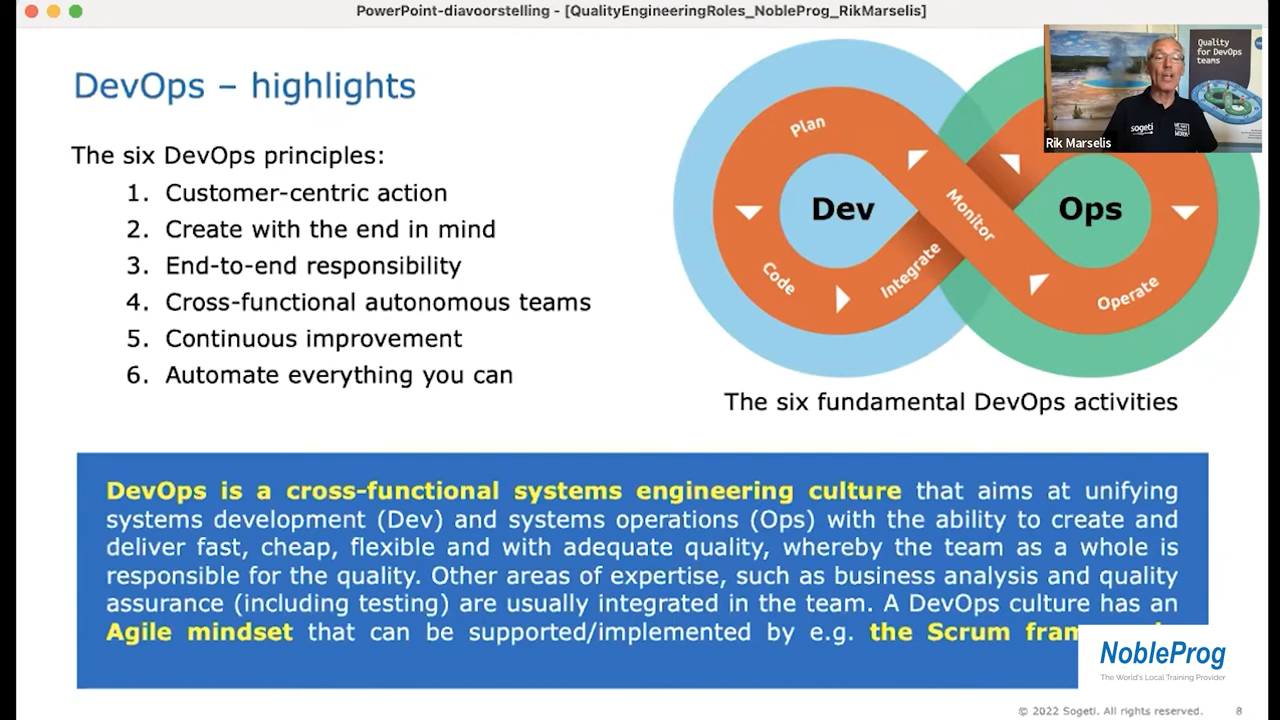 PowerPoint-diavoorstelling - [QualityEngineeringRoles_NobleProg_RikMarselis]
DevOps – highlights
The six DevOps principles:
1. Customer-centric action
2. Create with the end in mind
3. End-to-end responsibility
4. Cross-functional autonomous teams
5. Continuous improvement
6. Automate everything you can
Plan
Code
Integrate
Monitor
Operate
Dev
Ops
Quality
for DevOps
teams
sogeti
Rik Marselis
The six fundamental DevOps activities
DevOps is a cross-functional systems engineering culture that aims at unifying
systems development (Dev) and systems operations (Ops) with the ability to create and
deliver fast, cheap, flexible and with adequate quality, whereby the team as a whole is
responsible for the quality. Other areas of expertise, such as business analysis and quality
assurance (including testing) are usually integrated in the team. A DevOps culture has an
Agile mindset that can be supported/implemented by e.g. the Scrum
NobleProg
The World's Local Training Provider
© 2022 Sogeti. All rights reserved. 8